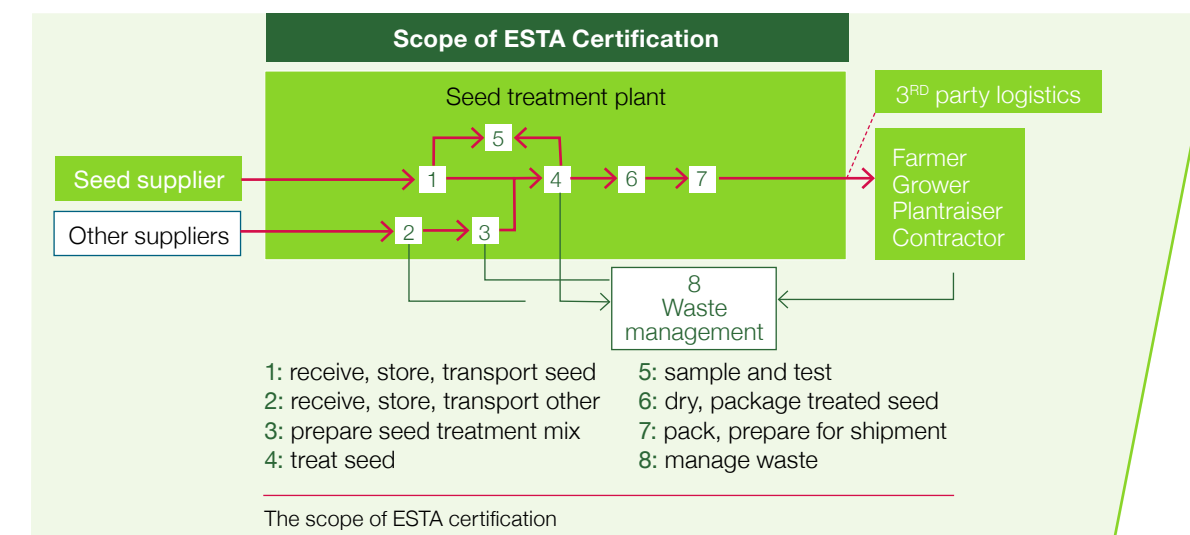 Scope of ESTA Certification
Seed treatment plant
3RD party logistics
5
Seed supplier
1
4
6
7
Farmer
Grower
Plantraiser
Contractor
Other suppliers
2
3
8
Waste
management
1: receive, store, transport seed
2: receive, store, transport other
3: prepare seed treatment mix
4: treat seed
5: sample and test
6: dry, package treated seed
7: pack, prepare for shipment
8: manage waste
The scope of ESTA certification